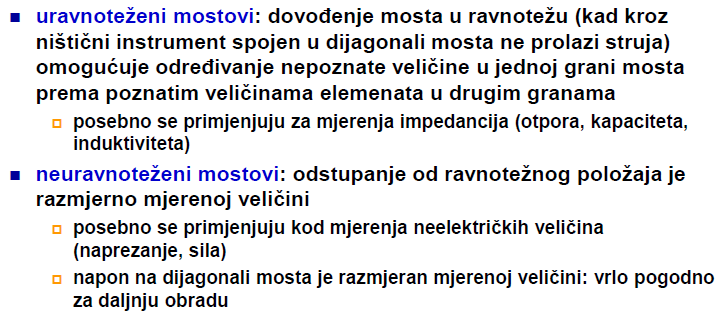 uravnoteženi mostovi: dovođenje mosta u ravnotežu (kad kroz
ništični instrument spojen u dijagonali mosta ne prolazi struja)
omogućuje određivanje nepoznate veličine u jednoj grani mosta
prema poznatim veličinama elemenata u drugim granama
posebno se primjenjuju za mjerenja impedancija (otpora, kapaciteta,
induktiviteta)
neuravnoteženi mostovi: odstupanje od ravnotežnog položaja je
razmjerno mjerenoj veličini
posebno se primjenjuju kod mjerenja neelektričkih veličina
(naprezanje, sila)
napon na dijagonali mosta je razmjeran mjerenoj veličini: vrlo pogodno
za daljnju obradu